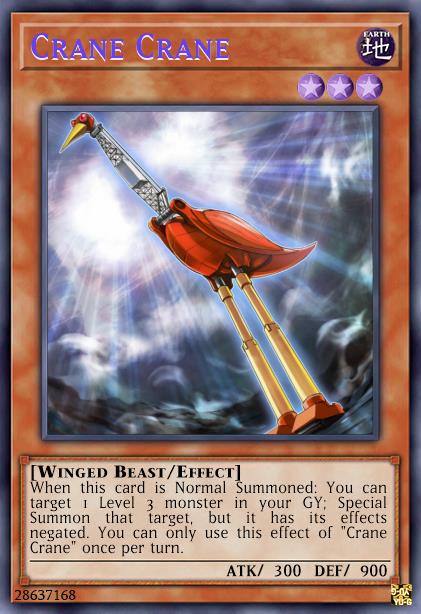 CRANE CRANE
EARTH
地
[WINGED BEAST/EFFECT]
When this card is Normal Summoned: You can
target 1 Level 3 monster in your GY; Special
Summon that target, but it has its effects
negated. You can only use this effect of "Crane
Crane" once per turn.
ATK/ 300 DEF/ 900
28637168